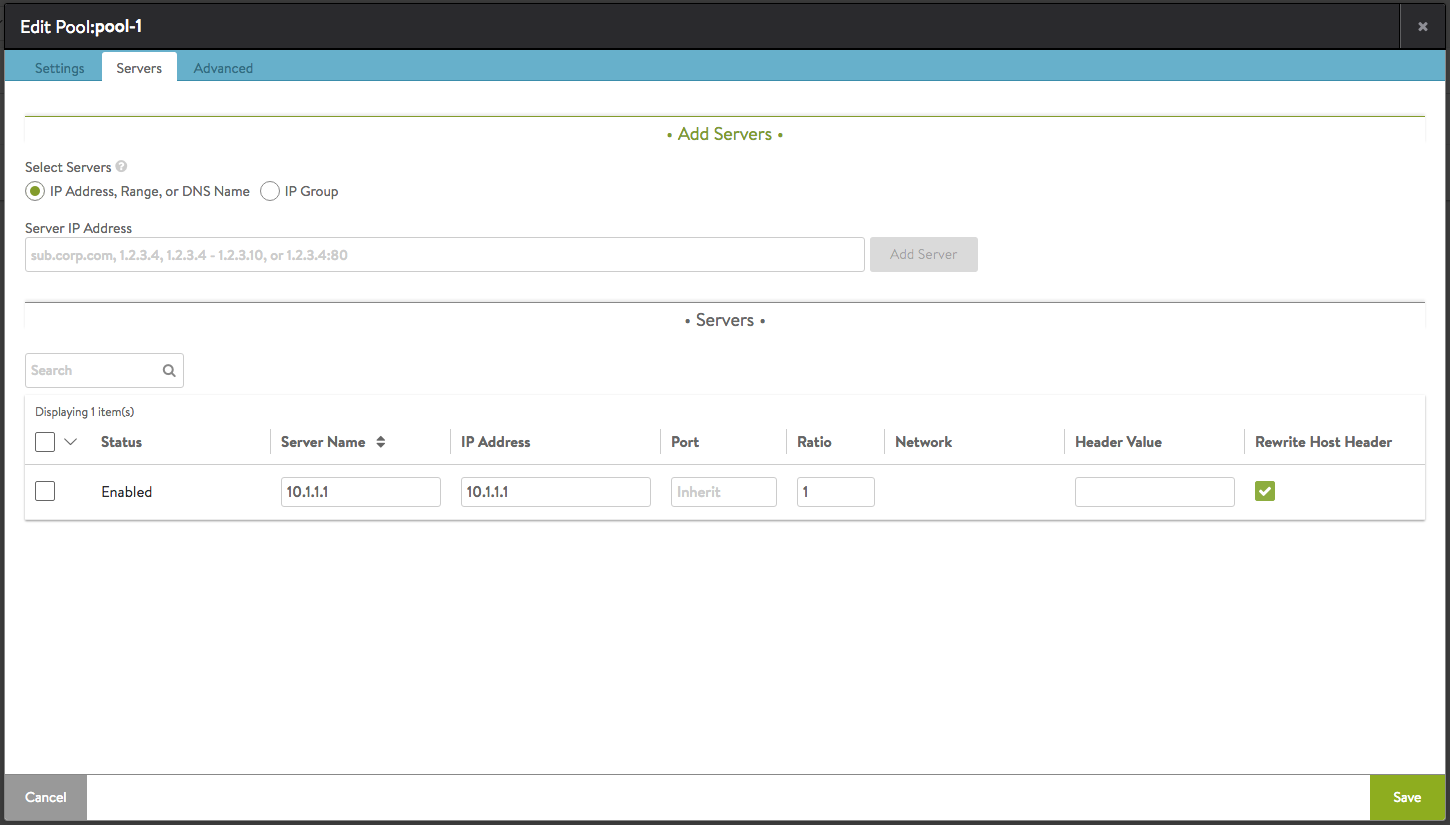 Edit Pool:pool-1
Settings Servers Advanced
• Add Servers •
Select Servers ?
IP Address, Range, or DNS Name IP Group
Server IP Address
sub.corp.com, 1.2.3.4, 1.2.3.4 - 1.2.3.10, or 1.2.3.4:80 Add Server
• Servers •
Search
Displaying 1 item(s)
Status Server Name IP Address Port Ratio Network Header Value Rewrite Host Header
Enabled 10.1.1.1 10.1.1.1 Inherit 1
Cancel Save